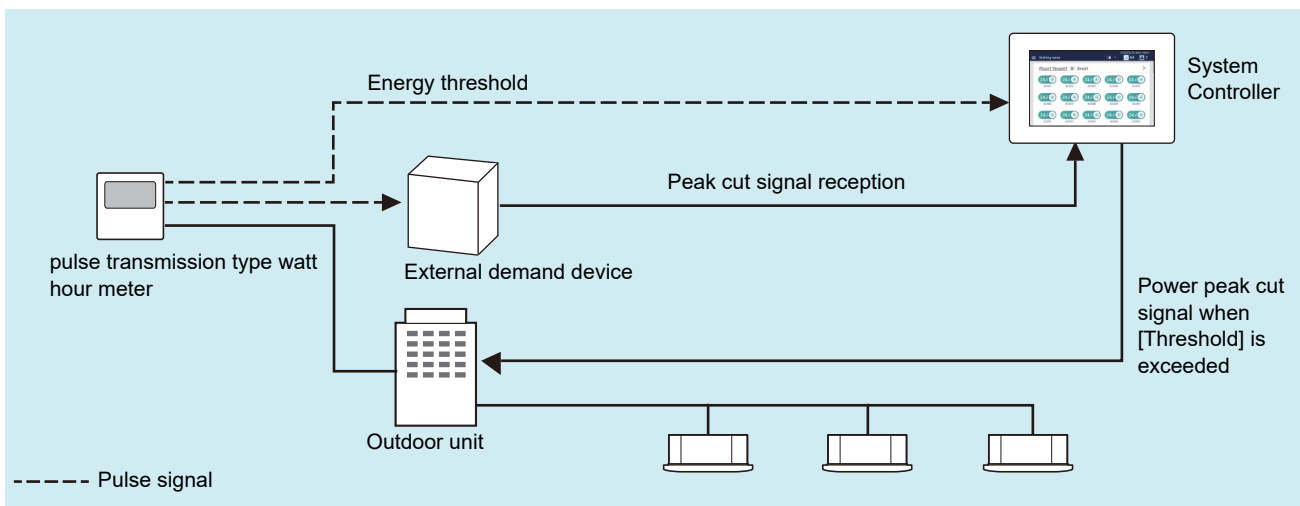 Energy threshold
System
Controller
Peak cut signal reception
pulse transmission type watt
hour meter
External demand device
Power peak cut
signal when
[Threshold] is
exceeded
Outdoor unit
Pulse signal